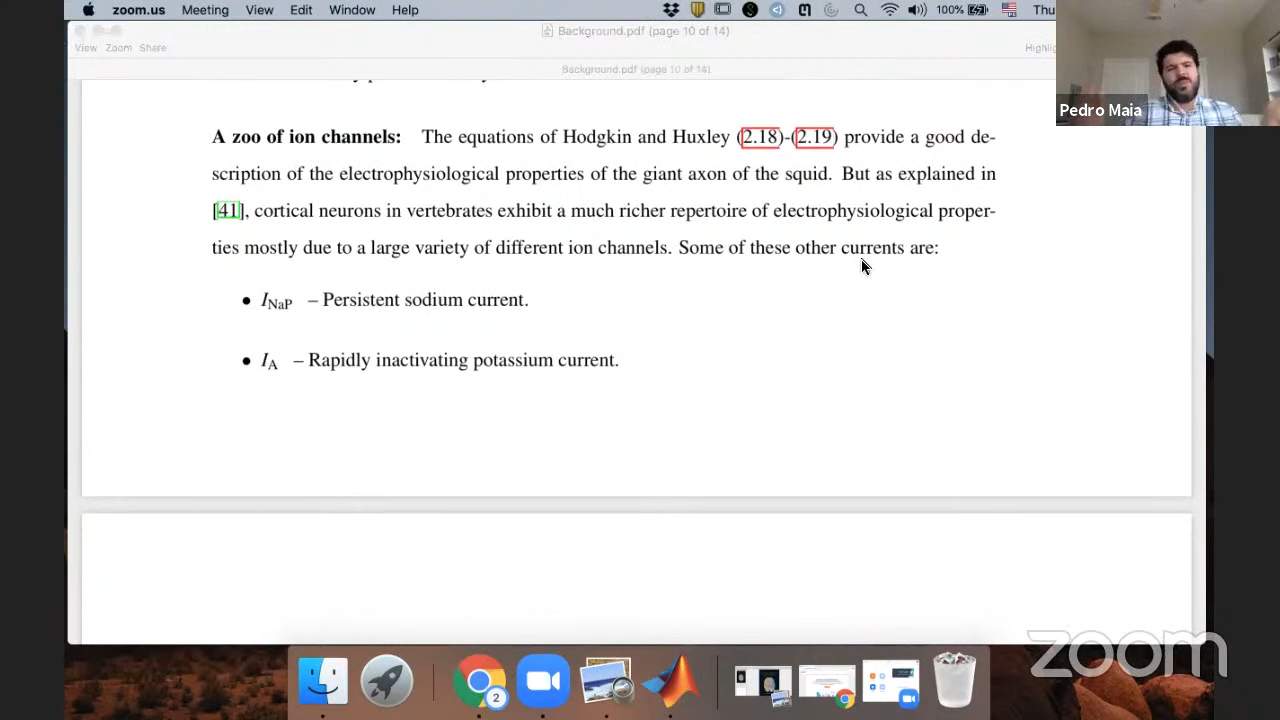 zoom.us Meeting View Edit Window Help
100% Thu
Background.pdf (page 10 of 14)
View Zoom Share
Background.pdf (page 10 of 14)
Pedro Maia
A zoo of ion channels: The equations of Hodgkin and Huxley (2.18)-(2.19) provide a good de-
scription of the electrophysiological properties of the giant axon of the squid. But as explained in
[41], cortical neurons in vertebrates exhibit a much richer repertoire of electrophysiological proper-
ties mostly due to a large variety of different ion channels. Some of these other currents are:
• INaP – Persistent sodium current.
• IA – Rapidly inactivating potassium current.
zoom
2